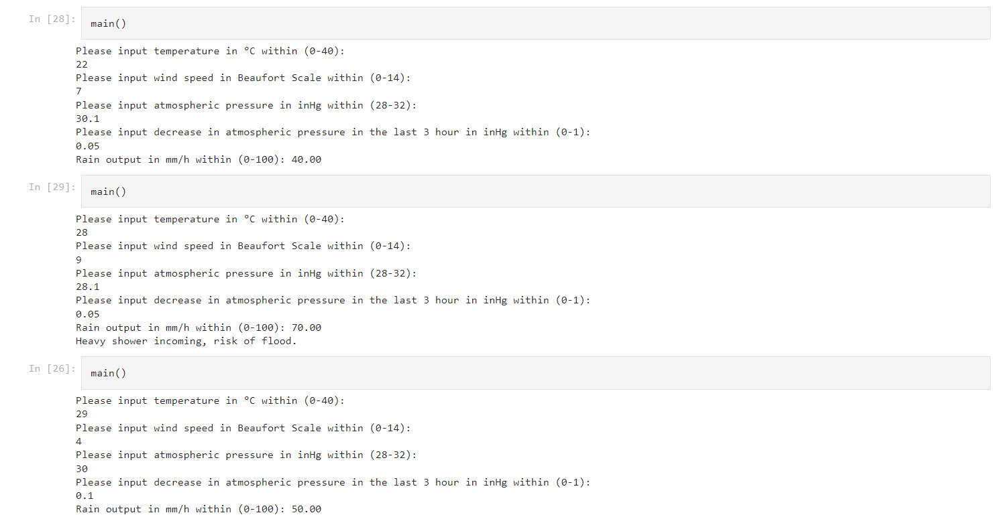 In [28]: main()
Please input temperature in °C within (0-40):
22
Please input wind speed in Beaufort Scale within (0-14):
7
Please input atmospheric pressure in inHg within (28-32):
30.1
Please input decrease in atmospheric pressure in the last 3 hour in inHg within (0-1):
0.05
Rain output in mm/h within (0-100): 40.00
In [29]: main()
Please input temperature in °C within (0-40):
28
Please input wind speed in Beaufort Scale within (0-14):
9
Please input atmospheric pressure in inHg within (28-32):
28.1
Please input decrease in atmospheric pressure in the last 3 hour in inHg within (0-1):
0.05
Rain output in mm/h within (0-100): 70.00
Heavy shower incoming, risk of flood.
In [26]: main()
Please input temperature in °C within (0-40):
29
Please input wind speed in Beaufort Scale within (0-14):
4
Please input atmospheric pressure in inHg within (28-32):
30
Please input decrease in atmospheric pressure in the last 3 hour in inHg within (0-1):
0.1
Rain output in mm/h within (0-100): 50.00